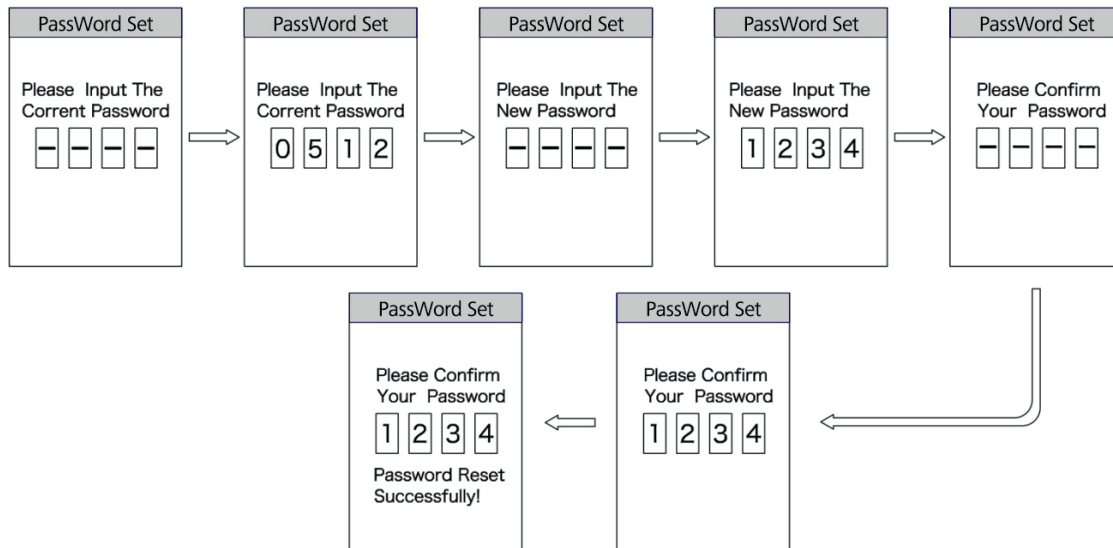 PassWord Set
Please Input The
Corrent Password
– – – –
PassWord Set
Please Input The
Corrent Password
0 5 1 2
PassWord Set
Please Input The
New Password
– – – –
PassWord Set
Please Input The
New Password
1 2 3 4
PassWord Set
Please Confirm
Your Password
– – – –
PassWord Set
Please Confirm
Your Password
1 2 3 4
PassWord Set
Please Confirm
Your Password
1 2 3 4
Password Reset
Successfully!